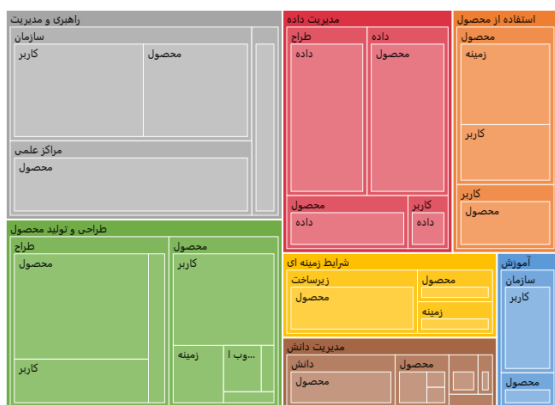 راهبری و مدیریت
سازمان
کاربر
محصول
مراکز علمی
محصول
مدیریت داده
طراح
داده
داده
محصول
محصول
داده
کاربر
داده
استفاده از محصول
محصول
زمینه
کاربر
کاربر
محصول
طراحی و تولید محصول
طراح
محصول
کاربر
محصول
کاربر
زمینه
وب ا...
شرایط زمینه ای
زیرساخت
محصول
محصول
زمینه
مدیریت دانش
دانش
محصول
محصول
آموزش
سازمان
کاربر
محصول